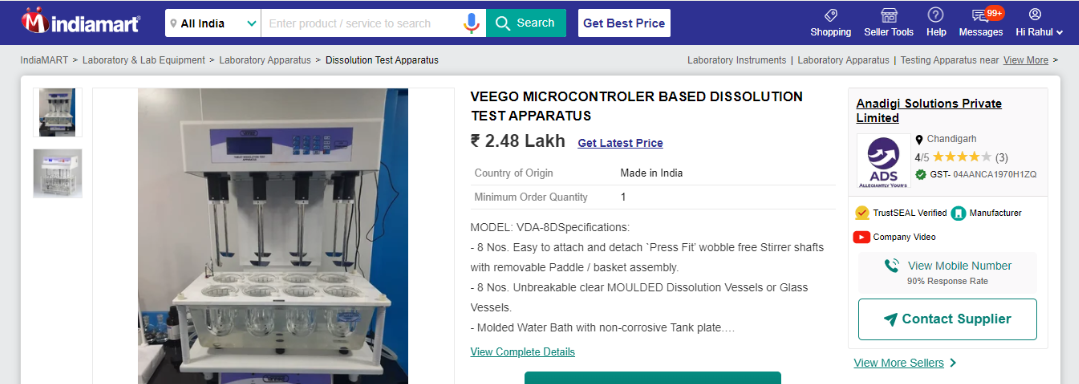 indiamart
All India
Enter product / service to search
Search
Get Best Price
Shopping
Seller Tools
Help
99+
Messages
Hi Rahul
IndiaMART > Laboratory & Lab Equipment > Laboratory Apparatus > Dissolution Test Apparatus
Laboratory Instruments | Laboratory Apparatus | Testing Apparatus near View More >
VEEGO MICROCONTROLER BASED DISSOLUTION
TEST APPARATUS
₹ 2.48 Lakh Get Latest Price
Country of Origin Made in India
Minimum Order Quantity 1
MODEL: VDA-8DSpecifications:
- 8 Nos. Easy to attach and detach `Press Fit' wobble free Stirrer shafts
with removable Paddle / basket assembly.
- 8 Nos. Unbreakable clear MOULDED Dissolution Vessels or Glass
Vessels.
- Molded Water Bath with non-corrosive Tank plate....
View Complete Details
Anadigi Solutions Private
Limited
ADS
ALLEGIANTLY YOUR'S
Chandigarh
4/5 (3)
GST- 04AANCA1970H1ZQ
TrustSEAL Verified
Manufacturer
Company Video
View Mobile Number
90% Response Rate
Contact Supplier
View More Sellers >